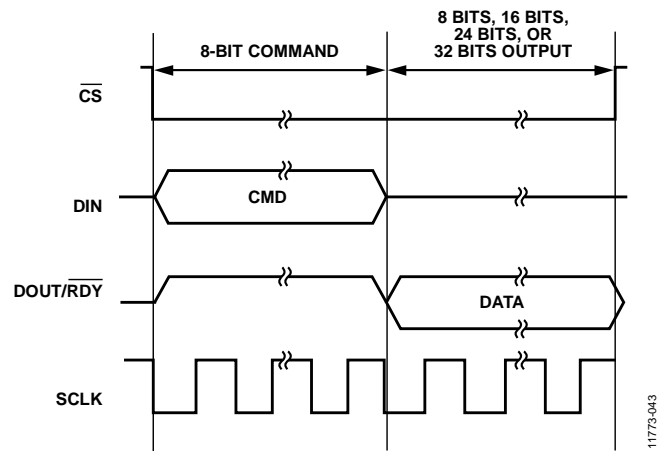 8 BITS, 16 BITS,
24 BITS, OR
32 BITS OUTPUT
8-BIT COMMAND
CS
DIN
CMD
DOUT/RDY
DATA
SCLK
11773-043